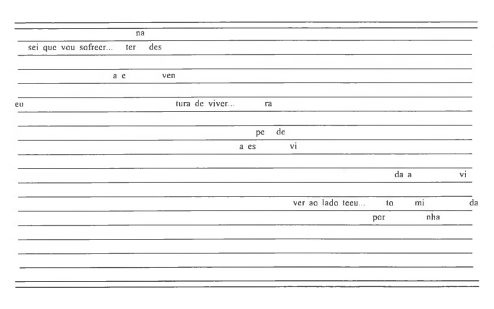 na
sei que vou sofreer... ter des
a e ven
eu tura de viver... ra
pe de
a es vi
da a vi
ver ao lado teeu... to mi da
por nha